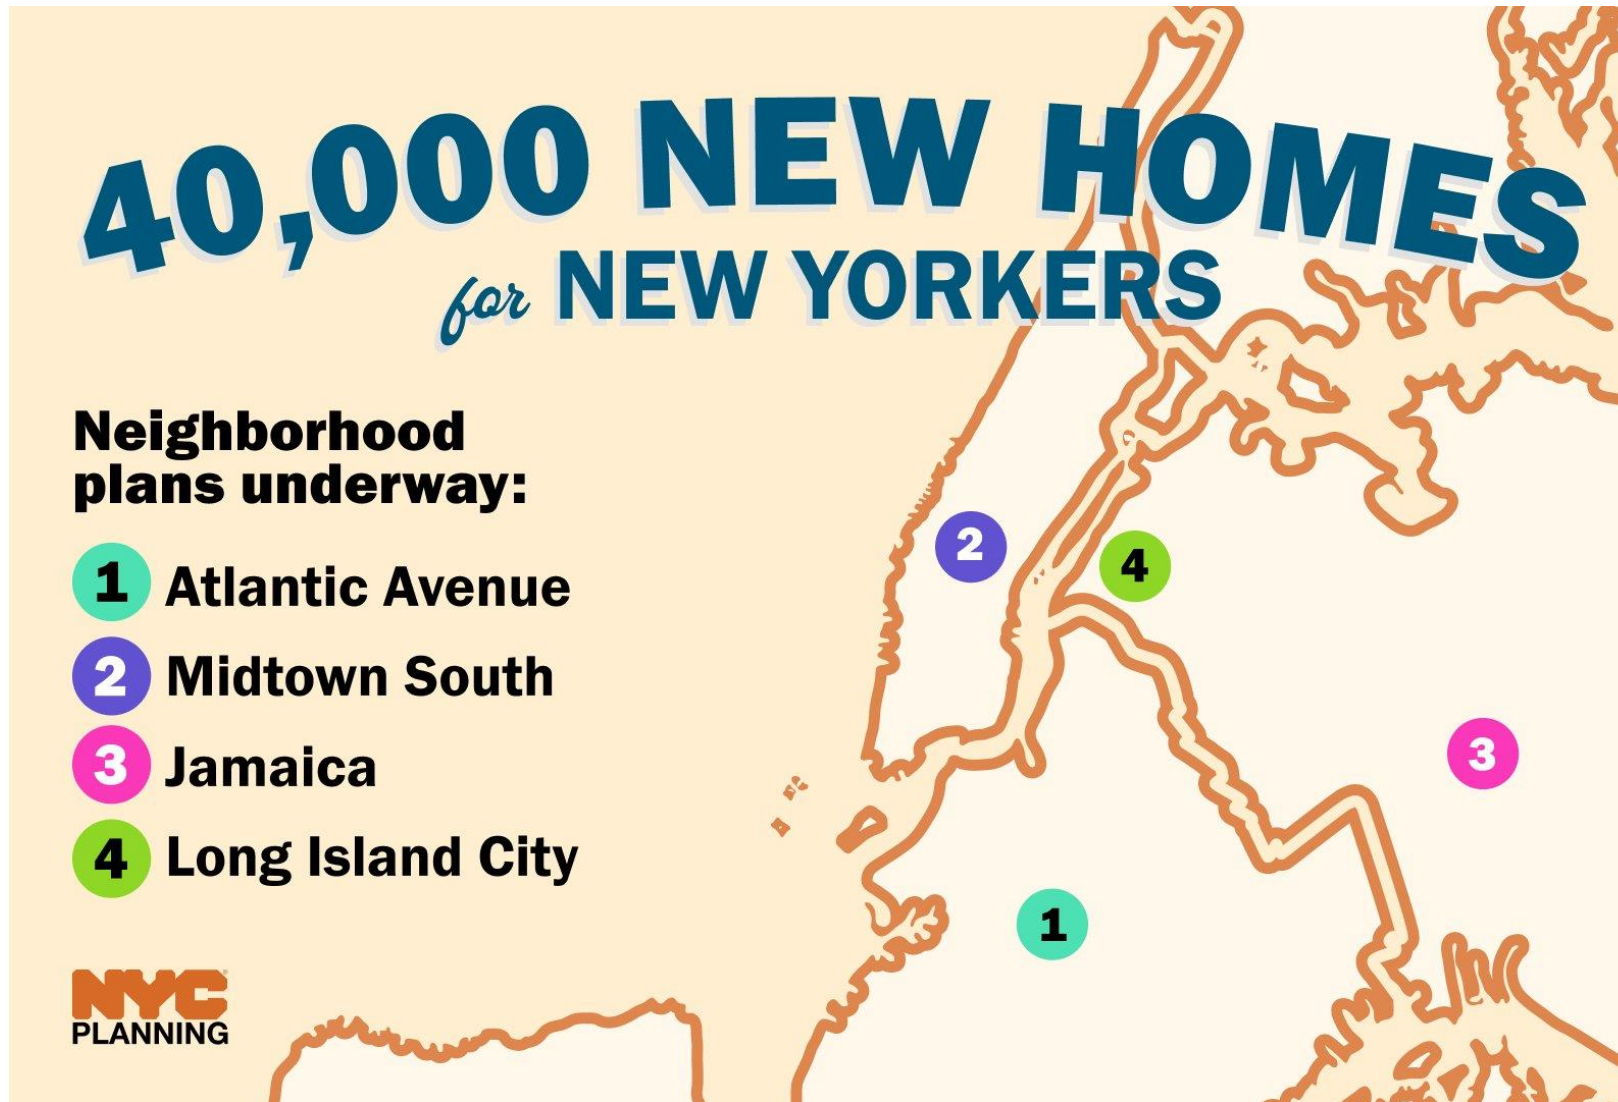 40,000 NEW HOMES
for NEW YORKERS
Neighborhood
plans underway:
1 Atlantic Avenue
2 Midtown South
3 Jamaica
4 Long Island City
NYC
PLANNING
2
4
3
1